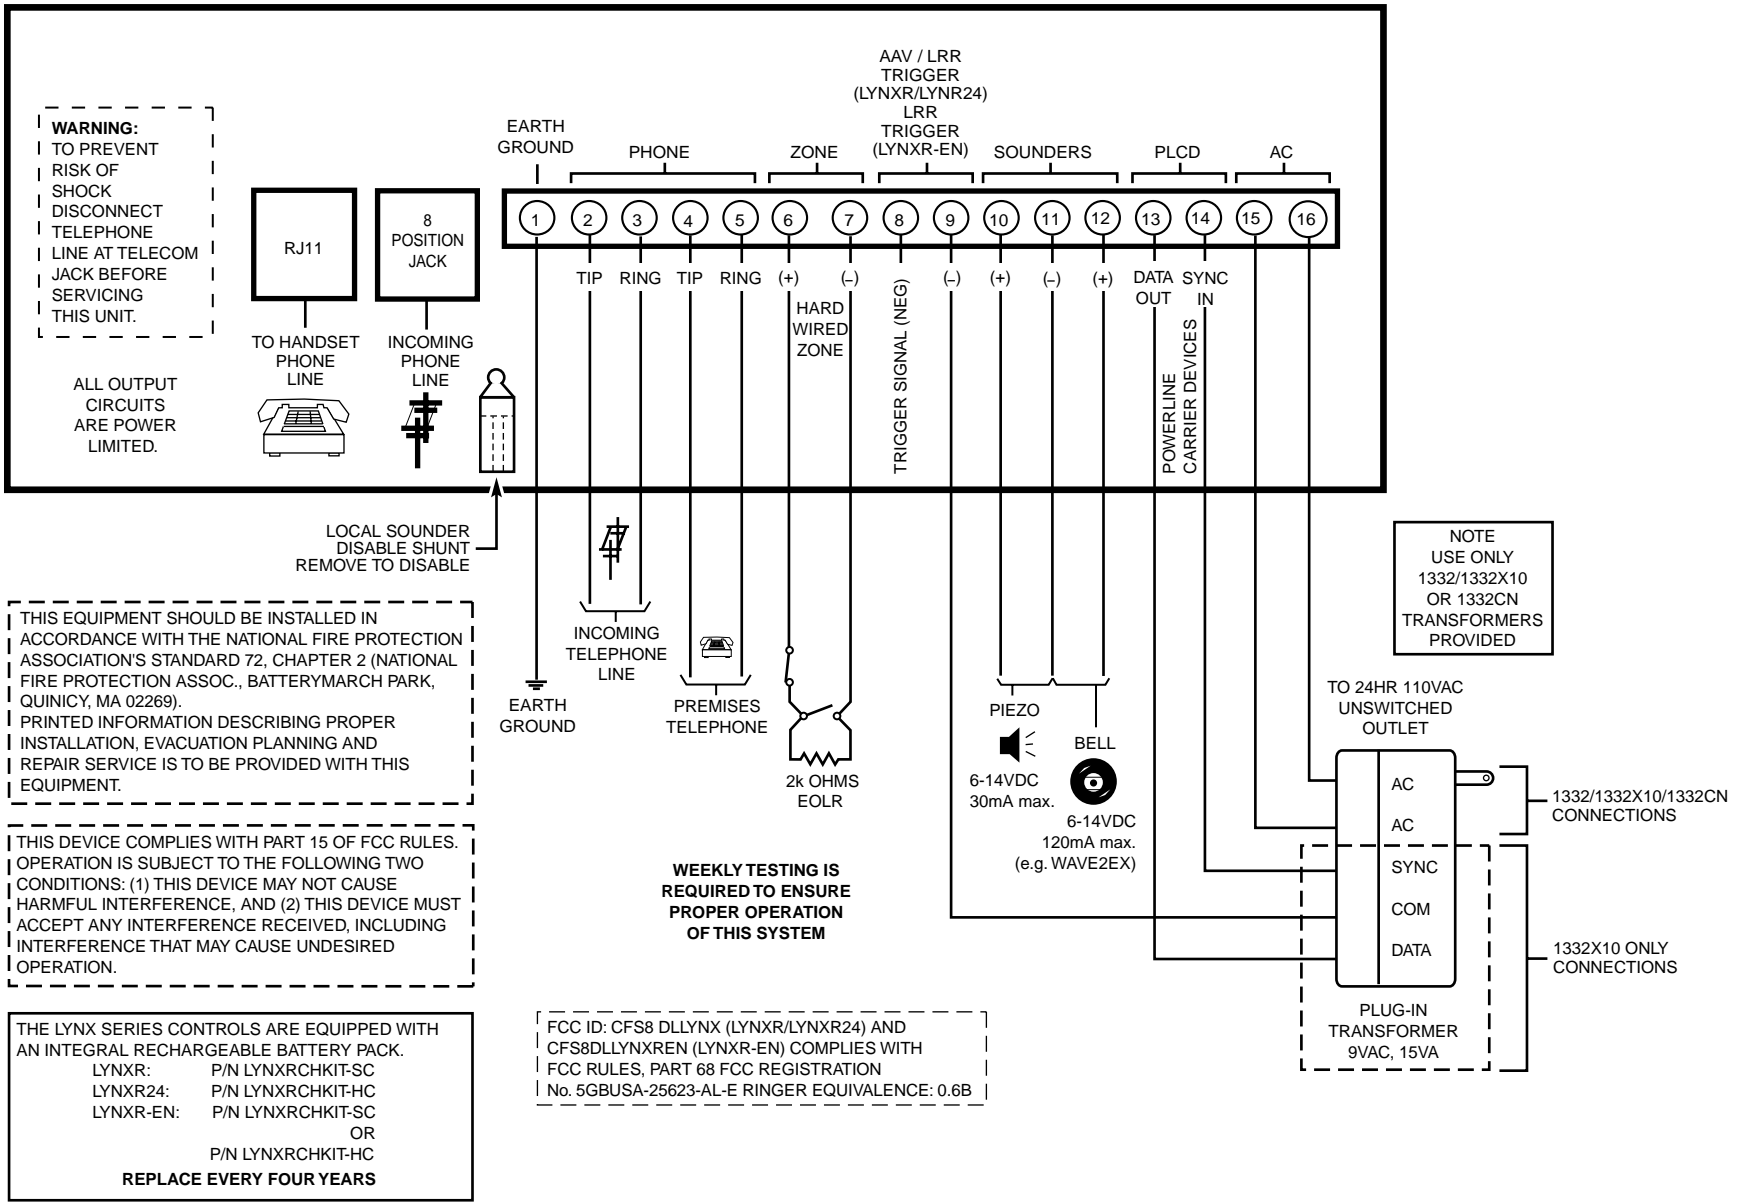 AAV / LRR
TRIGGER
(LYNXR/LYNR24)
LRR
TRIGGER
(LYNXR-EN)
EARTH
GROUND
PHONE
ZONE
SOUNDERS
PLCD
AC
WARNING:
TO PREVENT
RISK OF
SHOCK
DISCONNECT
TELEPHONE
LINE AT TELECOM
JACK BEFORE
SERVICING
THIS UNIT.
ALL OUTPUT
CIRCUITS
ARE POWER
LIMITED.
RJ11
8
POSITION
JACK
TO HANDSET
PHONE
LINE
INCOMING
PHONE
LINE
1 2 3 4 5 6 7 8 9 10 11 12 13 14 15 16
TIP RING TIP RING (+) (–) (–) (+) (–) (+) DATA OUT SYNC IN
HARD
WIRED
ZONE
TRIGGER SIGNAL (NEG)
POWERLINE
CARRIER DEVICES
LOCAL SOUNDER
DISABLE SHUNT
REMOVE TO DISABLE
EARTH
GROUND
INCOMING
TELEPHONE
LINE
PREMISES
TELEPHONE
2k OHMS
EOLR
PIEZO
6-14VDC
30mA max.
BELL
6-14VDC
120mA max.
(e.g. WAVE2EX)
NOTE
USE ONLY
1332/1332X10
OR 1332CN
TRANSFORMERS
PROVIDED
TO 24HR 110VAC
UNSWITCHED
OUTLET
AC
AC
SYNC
COM
DATA
1332/1332X10/1332CN
CONNECTIONS
1332X10 ONLY
CONNECTIONS
PLUG-IN
TRANSFORMER
9VAC, 15VA
THIS EQUIPMENT SHOULD BE INSTALLED IN
ACCORDANCE WITH THE NATIONAL FIRE PROTECTION
ASSOCIATION'S STANDARD 72, CHAPTER 2 (NATIONAL
FIRE PROTECTION ASSOC., BATTERYMARCH PARK,
QUINICY, MA 02269).
PRINTED INFORMATION DESCRIBING PROPER
INSTALLATION, EVACUATION PLANNING AND
REPAIR SERVICE IS TO BE PROVIDED WITH THIS
EQUIPMENT.
THIS DEVICE COMPLIES WITH PART 15 OF FCC RULES.
OPERATION IS SUBJECT TO THE FOLLOWING TWO
CONDITIONS: (1) THIS DEVICE MAY NOT CAUSE
HARMFUL INTERFERENCE, AND (2) THIS DEVICE MUST
ACCEPT ANY INTERFERENCE RECEIVED, INCLUDING
INTERFERENCE THAT MAY CAUSE UNDESIRED
OPERATION.
WEEKLY TESTING IS
REQUIRED TO ENSURE
PROPER OPERATION
OF THIS SYSTEM
THE LYNX SERIES CONTROLS ARE EQUIPPED WITH
AN INTEGRAL RECHARGEABLE BATTERY PACK.
LYNXR: P/N LYNXRCHKIT-SC
LYNXR24: P/N LYNXRCHKIT-HC
LYNXR-EN: P/N LYNXRCHKIT-SC
OR
P/N LYNXRCHKIT-HC
REPLACE EVERY FOUR YEARS
FCC ID: CFS8 DLLYNX (LYNXR/LYNXR24) AND
CFS8DLLYNXREN (LYNXR-EN) COMPLIES WITH
FCC RULES, PART 68 FCC REGISTRATION
No. 5GBUSA-25623-AL-E RINGER EQUIVALENCE: 0.6B